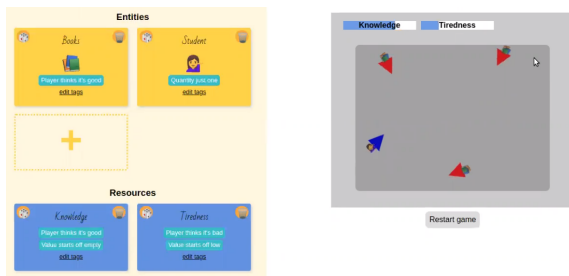 Entities
Books
Player thinks it's good
edit tags
Student
Quantity just one
edit tags
+
Resources
Knowledge
Player thinks it's good
Value starts off empty
edit tags
Tiredness
Player thinks it's bad
Value starts off low
edit tags
Knowledge
Tiredness
Restart game